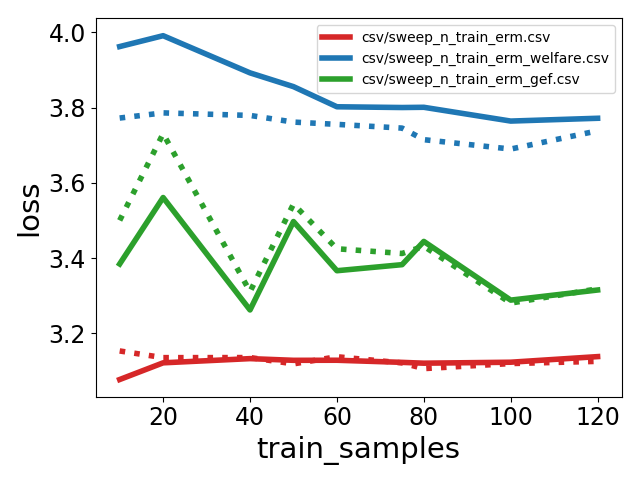 csv/sweep_n_train_erm.csv
csv/sweep_n_train_erm_welfare.csv
csv/sweep_n_train_erm_gef.csv
loss
4.0
3.8
3.6
3.4
3.2
20 40 60 80 100 120
train_samples